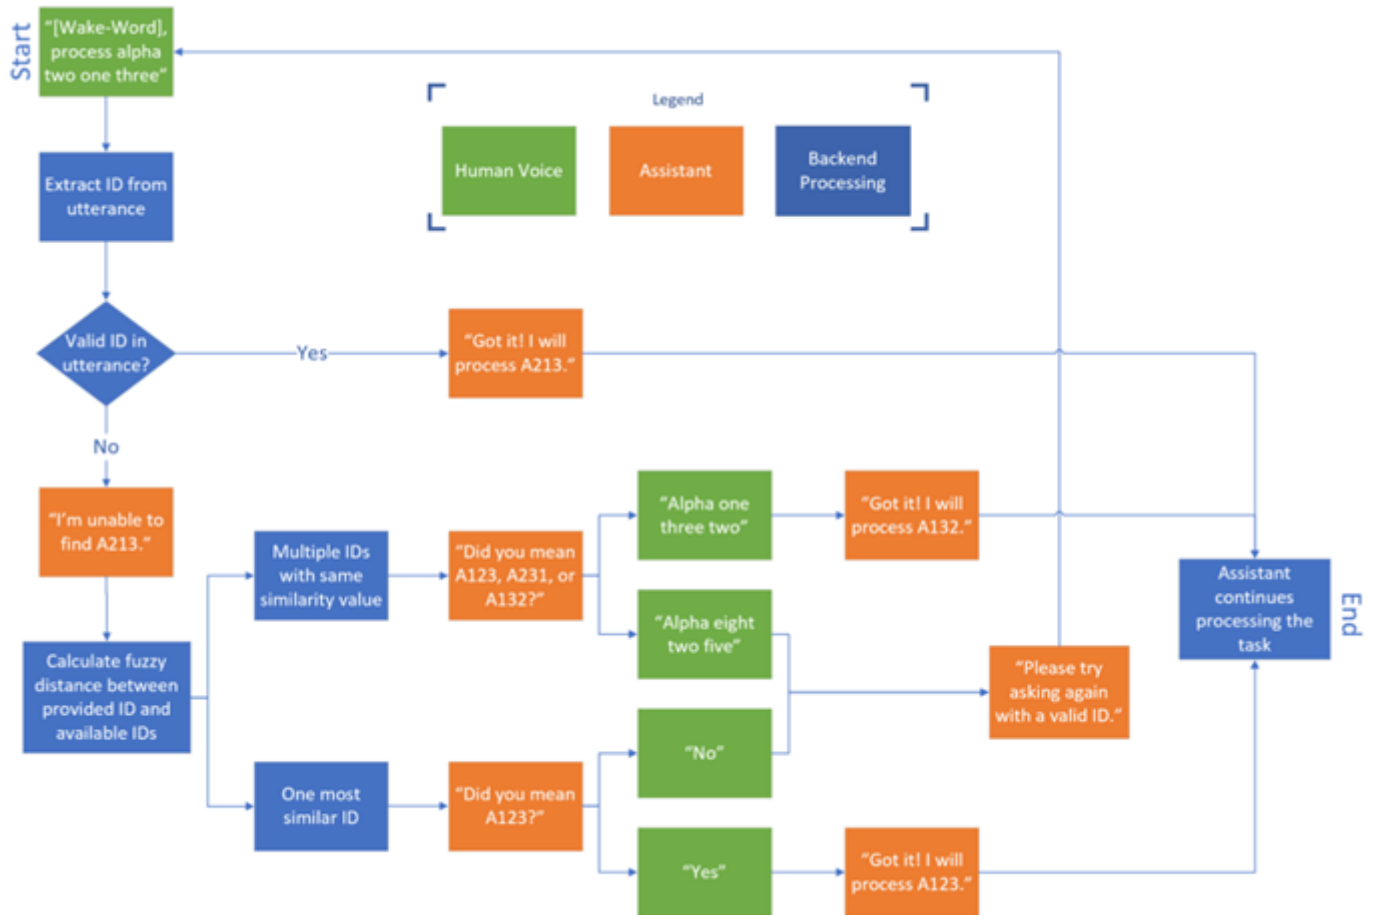 Start
“[Wake-Word],
process alpha
two one three”
Legend
Human Voice
Assistant
Backend
Processing
Extract ID from
utterance
Valid ID in
utterance?
Yes
“Got it! I will
process A213.”
No
“I’m unable to
find A213.”
Multiple IDs
with same
similarity value
“Did you mean
A123, A231, or
A132?”
“Alpha one
three two”
“Got it! I will
process A132.”
“Alpha eight
two five”
Assistant
continues
processing the
task
End
Calculate fuzzy
distance between
provided ID and
available IDs
“Please try
asking again
with a valid ID.”
“No”
One most
similar ID
“Did you mean
A123?”
“Yes”
“Got it! I will
process A123.”